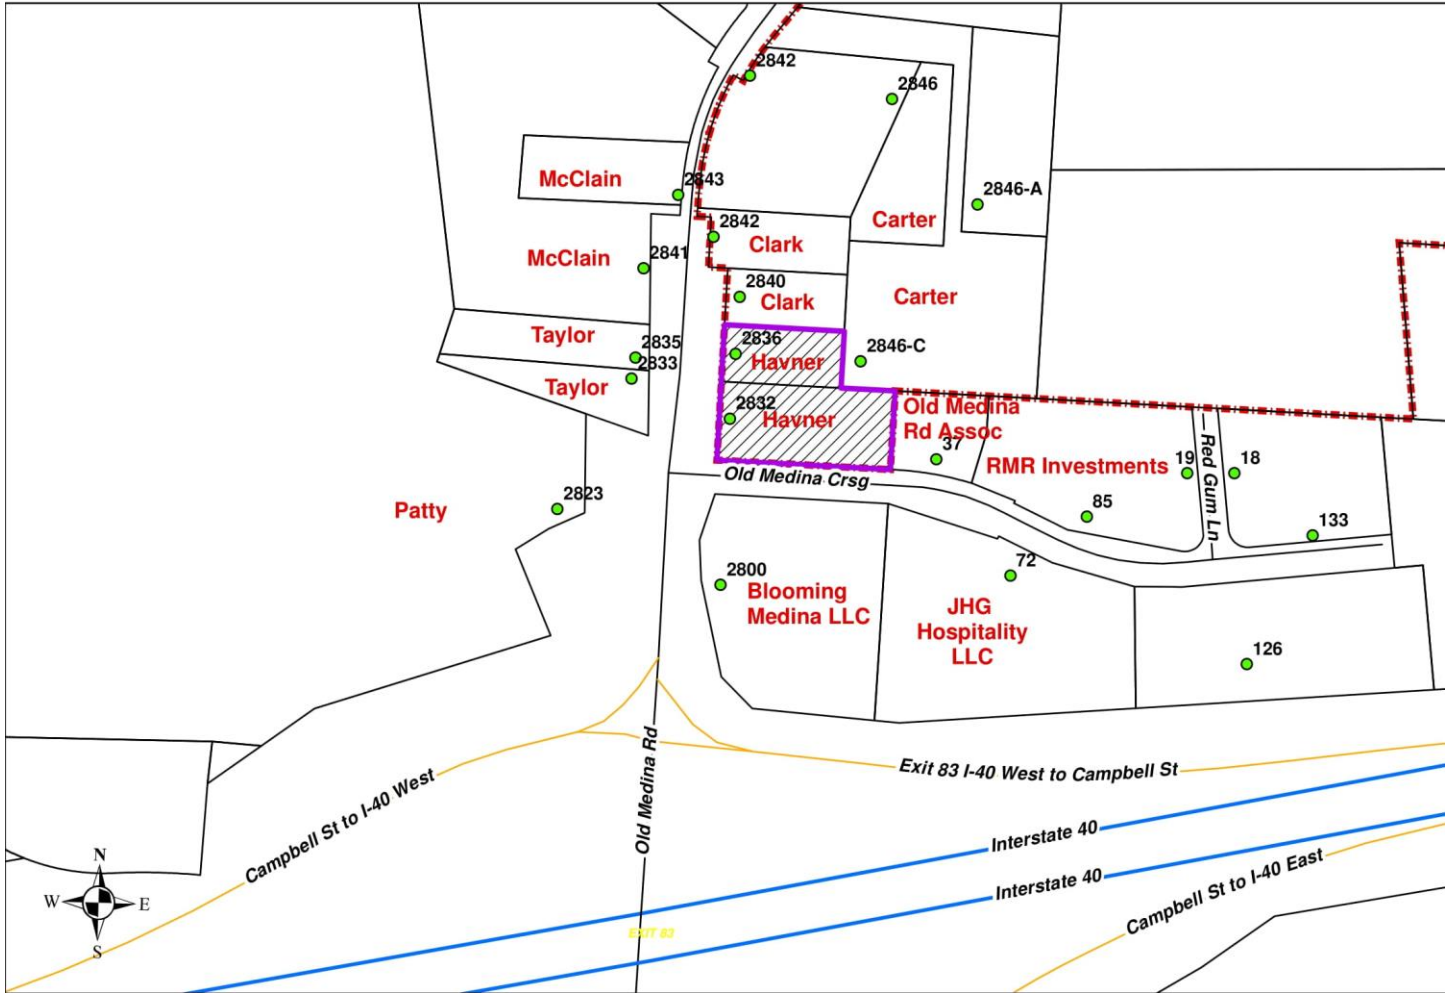 2842
2846
McClain
2843
2846-A
Carter
2842
Clark
McClain
2841
2840
Clark
Carter
Taylor
2835
2836
Havner
2846-C
2833
Taylor
2832
Havner
Old Medina
Rd Assoc
37
RMR Investments
19
Red Gum Ln
18
Old Medina Crsg
Patty
2823
85
133
2800
Blooming
Medina LLC
72
JHG
Hospitality
LLC
126
Old Medina Rd
Exit 83 I-40 West to Campbell St
Campbell St to I-40 West
Interstate 40
Interstate 40
Campbell St to I-40 East
EXIT 83
N
W
E
S